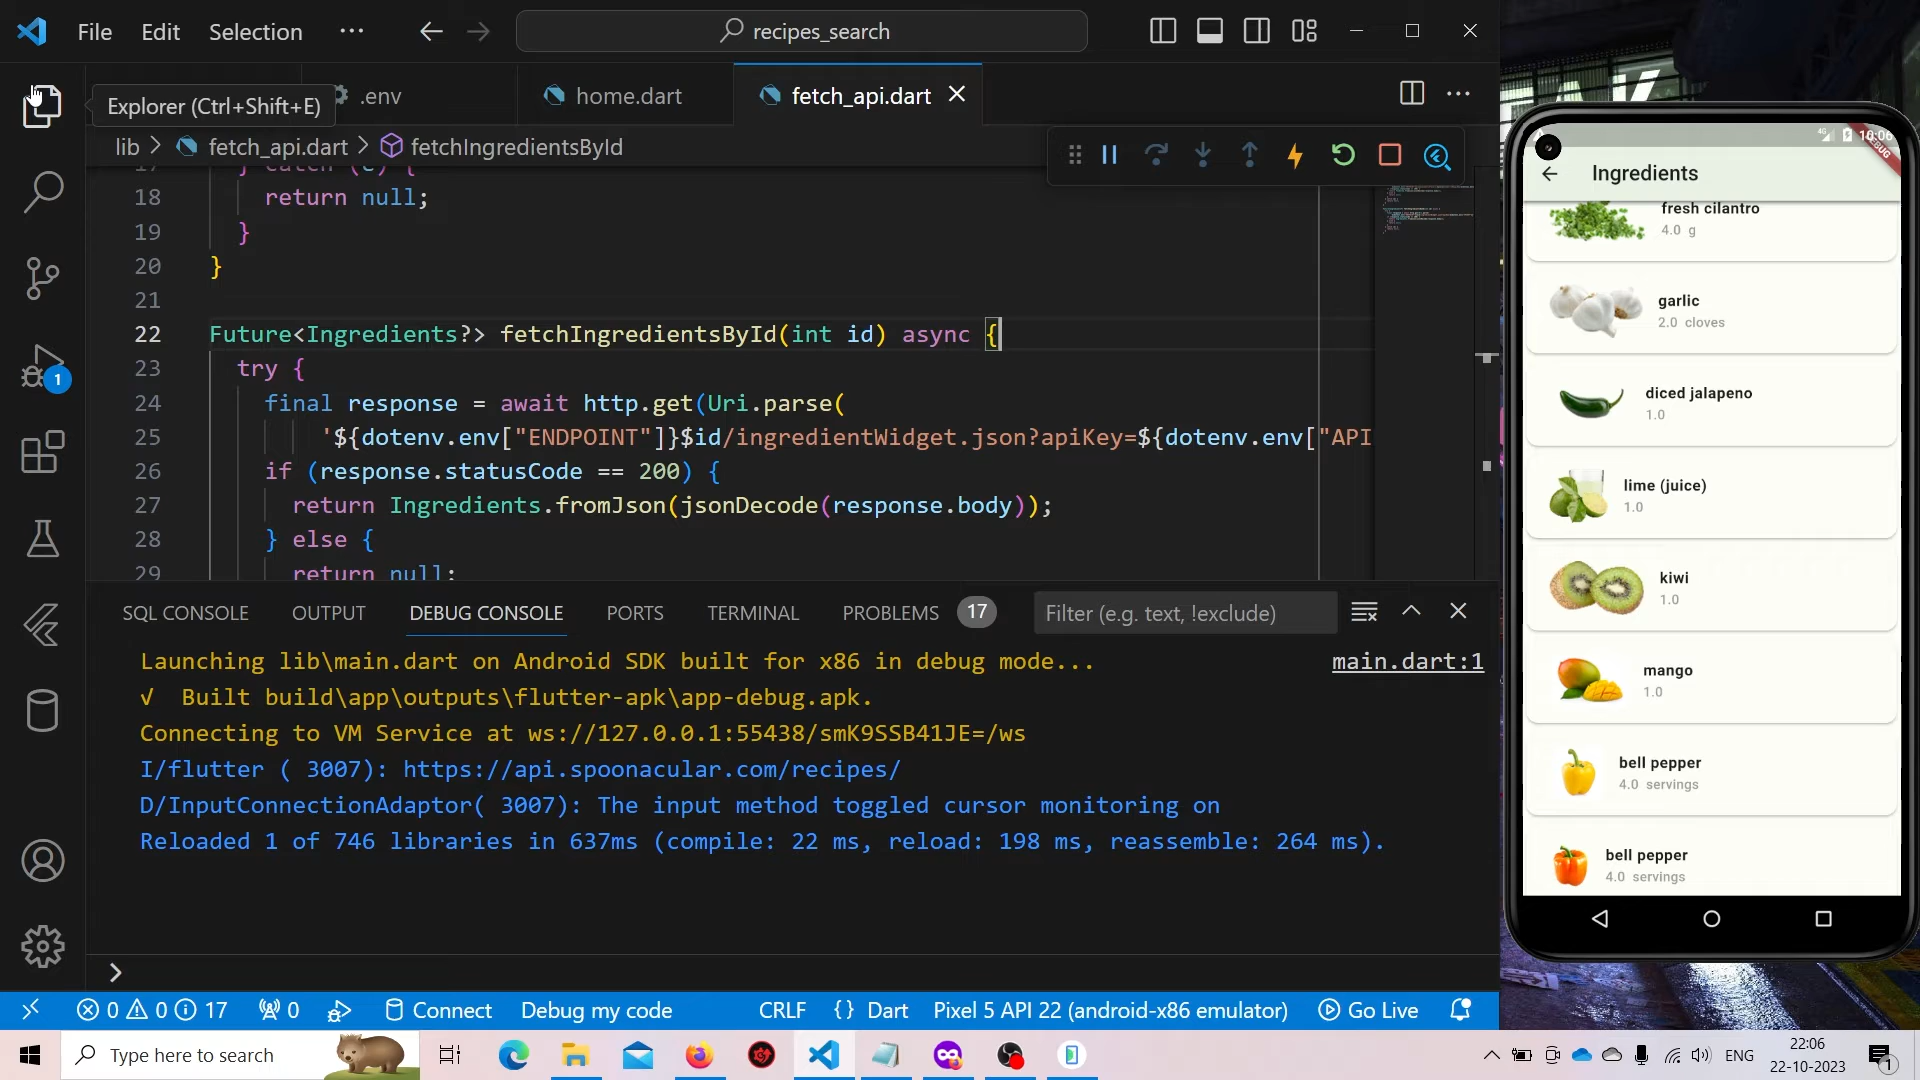 File Edit Selection ··· recipes_search
Explorer (Ctrl+Shift+E)
.env
home.dart
fetch_api.dart
lib > fetch_api.dart > fetchIngredientsById
17 } catch (e) {
18 return null;
19 }
20 }
21
22 Future<Ingredients?> fetchIngredientsById(int id) async {
23 try {
24 final response = await http.get(Uri.parse(
25 '${dotenv.env["ENDPOINT"]}$id/ingredientWidget.json?apiKey=${dotenv.env["API
26 if (response.statusCode == 200) {
27 return Ingredients.fromJson(jsonDecode(response.body));
28 } else {
29 return null;
SQL CONSOLE OUTPUT DEBUG CONSOLE PORTS TERMINAL PROBLEMS 17 Filter (e.g. text, !exclude)
Launching lib\main.dart on Android SDK built for x86 in debug mode... main.dart:1
√ Built build\app\outputs\flutter-apk\app-debug.apk.
Connecting to VM Service at ws://127.0.0.1:55438/smK9SSB41JE=/ws
I/flutter ( 3007): https://api.spoonacular.com/recipes/
D/InputConnectionAdaptor( 3007): The input method toggled cursor monitoring on
Reloaded 1 of 746 libraries in 637ms (compile: 22 ms, reload: 198 ms, reassemble: 264 ms).
>
1
0 0 17 0 Connect Debug my code CRLF {} Dart Pixel 5 API 22 (android-x86 emulator) Go Live
4G 10:06
DEBUG
Ingredients
fresh cilantro
4.0 g
garlic
2.0 cloves
diced jalapeno
1.0
lime (juice)
1.0
kiwi
1.0
mango
1.0
bell pepper
4.0 servings
bell pepper
4.0 servings
Type here to search
ENG
22:06
22-10-2023
1